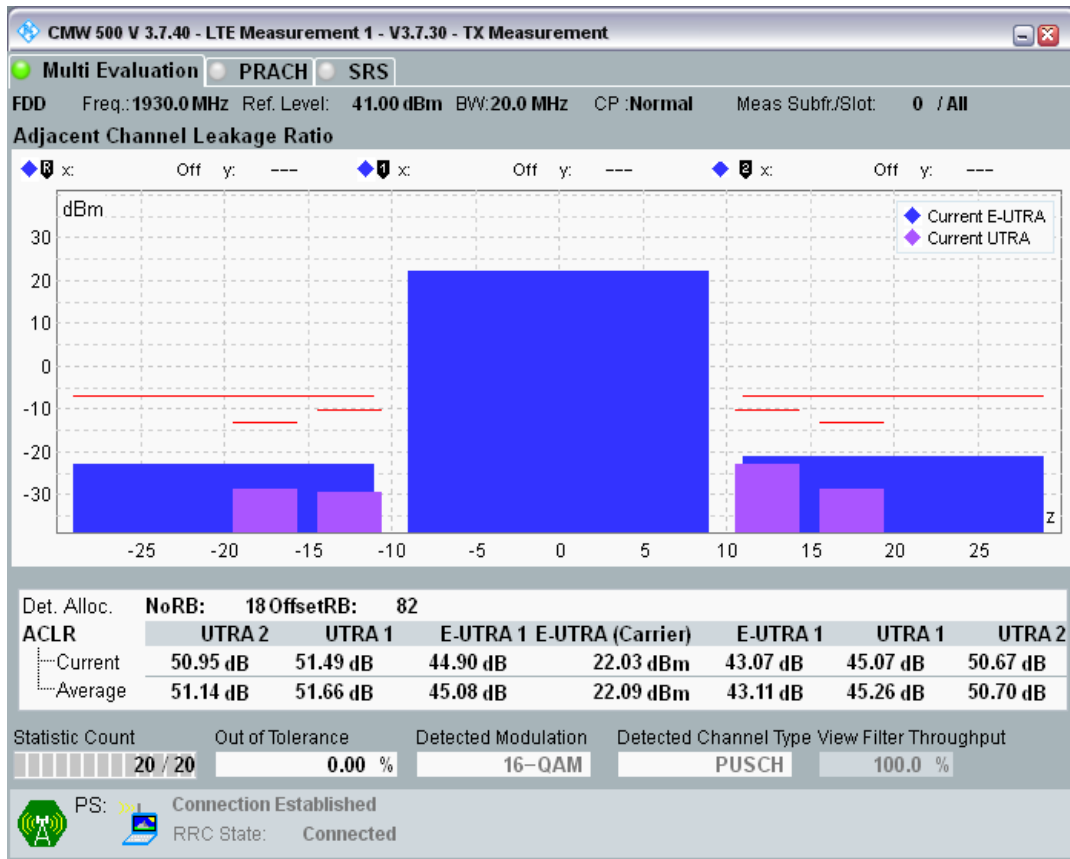 CMW 500 V 3.7.40 - LTE Measurement 1 - V3.7.30 - TX Measurement
Multi Evaluation PRACH SRS
FDD Freq.:1930.0 MHz Ref. Level: 41.00 dBm BW:20.0 MHz CP :Normal Meas Subfr./Slot: 0 / All
Adjacent Channel Leakage Ratio
R x: Off y: --- 1 x: Off y: --- 2 x: Off y: ---
dBm
Current E-UTRA
Current UTRA
30
20
10
0
-10
-20
-30
z
-25 -20 -15 -10 -5 0 5 10 15 20 25
Det. Alloc. NoRB: 18 OffsetRB: 82
ACLR UTRA 2 UTRA 1 E-UTRA 1 E-UTRA (Carrier) E-UTRA 1 UTRA 1 UTRA 2
Current 50.95 dB 51.49 dB 44.90 dB 22.03 dBm 43.07 dB 45.07 dB 50.67 dB
Average 51.14 dB 51.66 dB 45.08 dB 22.09 dBm 43.11 dB 45.26 dB 50.70 dB
Statistic Count Out of Tolerance Detected Modulation Detected Channel Type View Filter Throughput
20 / 20 0.00 % 16-QAM PUSCH 100.0 %
PS: Connection Established
RRC State: Connected